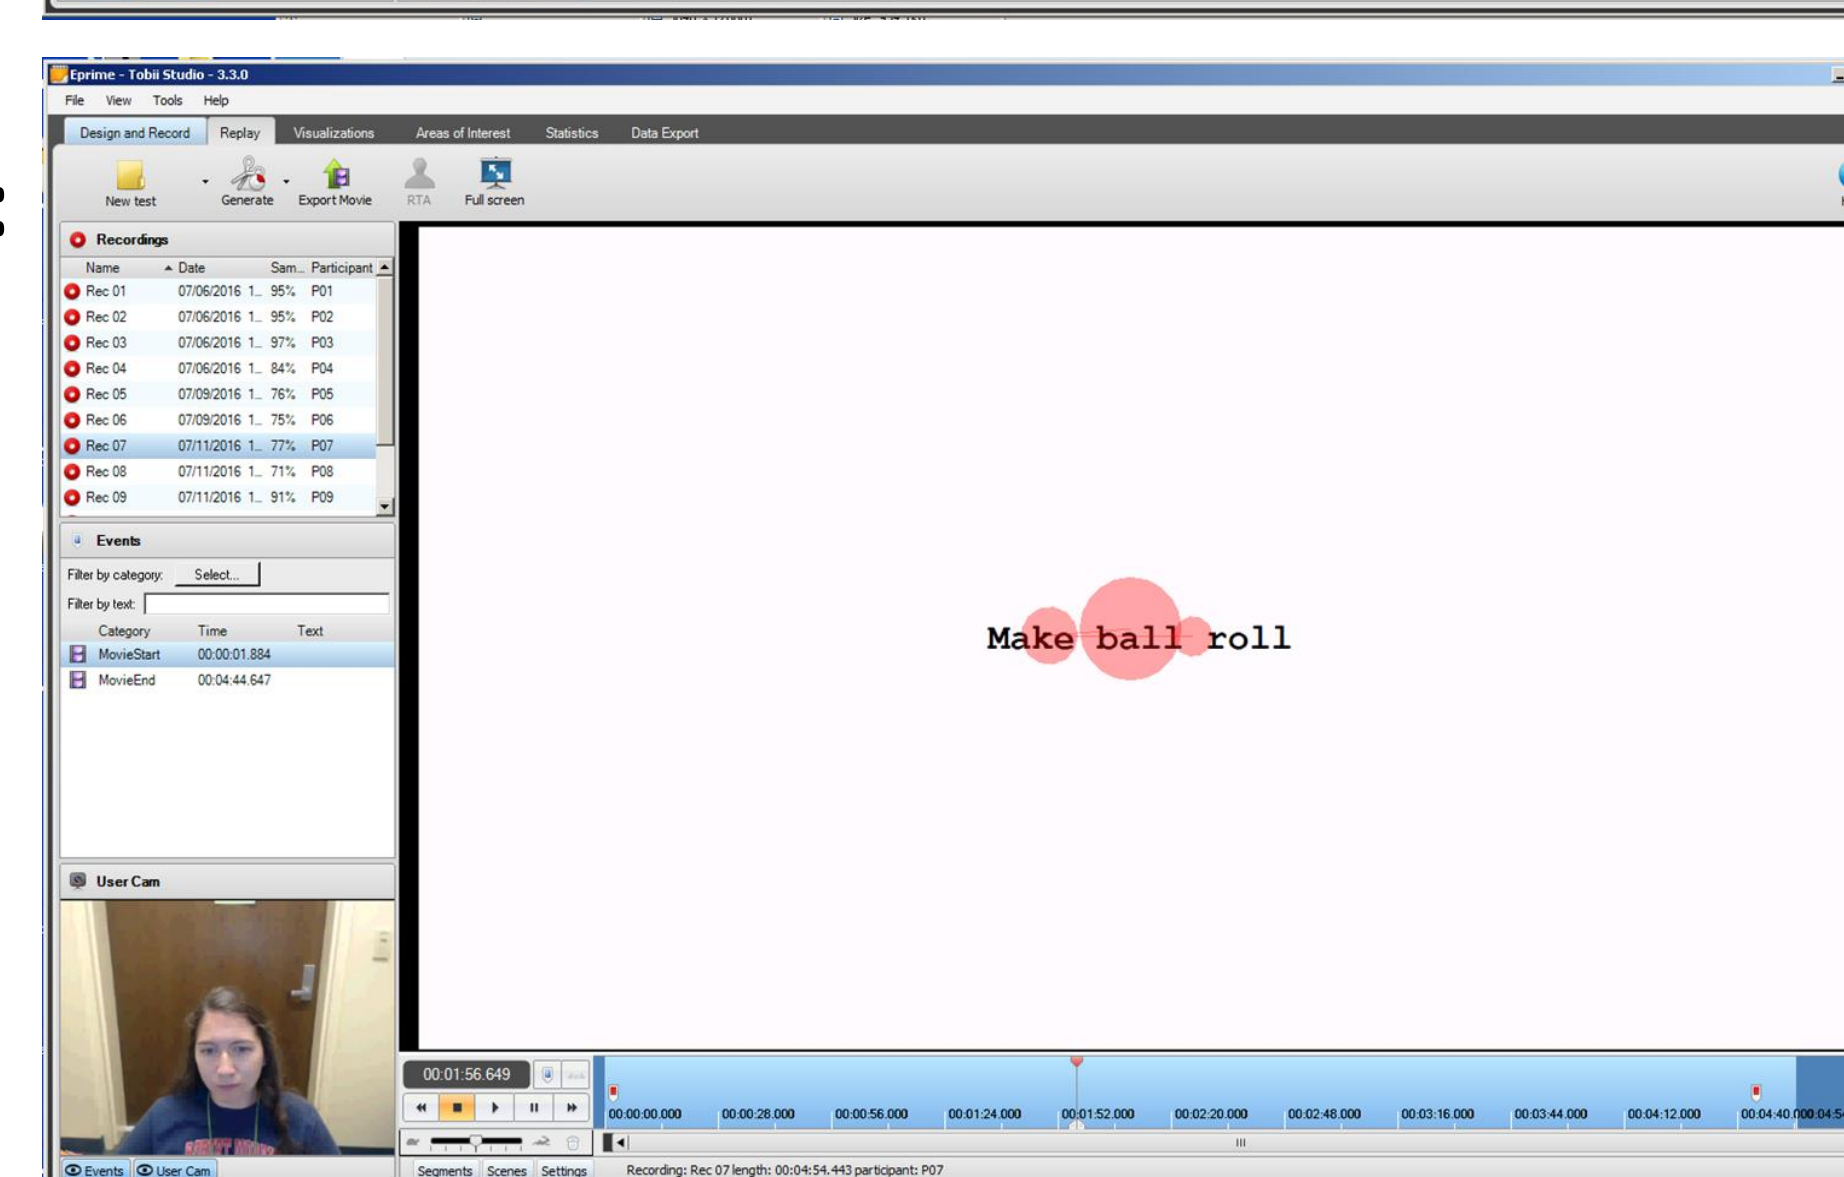 Eprime - Tobii Studio - 3.3.0
File View Tools Help
Design and Record Replay Visualizations Areas of Interest Statistics Data Export
New test Generate Export Movie RTA Full screen
Recordings
Name Date Sam... Participant
Rec 01 07/06/2016 1... 95% P01
Rec 02 07/06/2016 1... 95% P02
Rec 03 07/06/2016 1... 97% P03
Rec 04 07/06/2016 1... 84% P04
Rec 05 07/09/2016 1... 76% P05
Rec 06 07/09/2016 1... 75% P06
Rec 07 07/11/2016 1... 77% P07
Rec 08 07/11/2016 1... 71% P08
Rec 09 07/11/2016 1... 91% P09
Events
Filter by category: Select...
Filter by text:
Category Time Text
MovieStart 00:00:01.884
MovieEnd 00:04:44.647
Make ball roll
User Cam
00:01:56.649
00:00:00.000 00:00:28.000 00:00:56.000 00:01:24.000 00:01:52.000 00:02:20.000 00:02:48.000 00:03:16.000 00:03:44.000 00:04:12.000 00:04:40.000 00:04:54
Events User Cam
Segments Scenes Settings Recording: Rec 07 length: 00:04:54.443 participant: P07